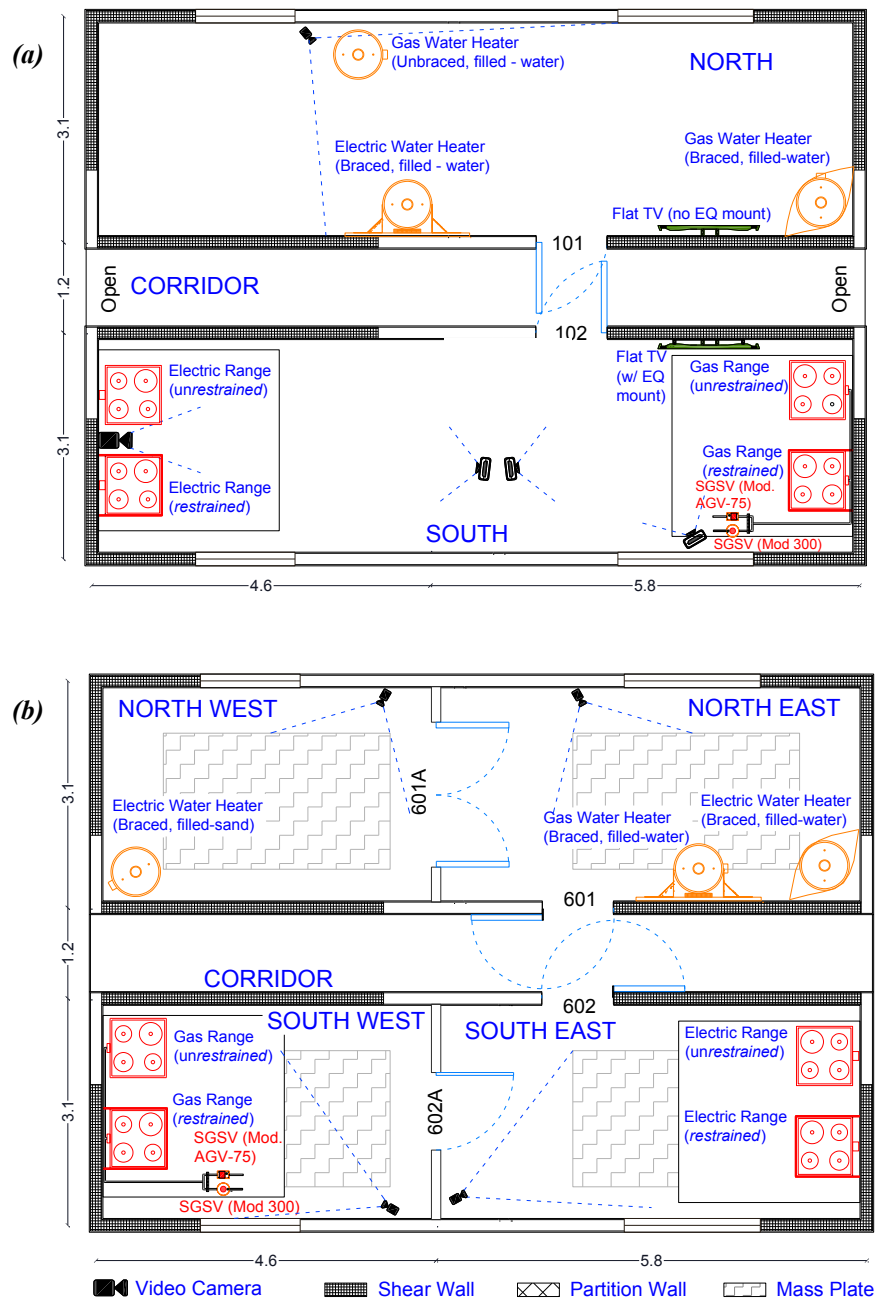 (a)
Gas Water Heater
(Unbraced, filled - water)
NORTH
3.1
Electric Water Heater
(Braced, filled - water)
Gas Water Heater
(Braced, filled-water)
Flat TV (no EQ mount)
101
1.2
Open
CORRIDOR
Open
102
Electric Range
(unrestrained)
Flat TV
(w/ EQ
mount)
Gas Range
(unrestrained)
3.1
Electric Range
(restrained)
Gas Range
(restrained)
SGSV (Mod.
AGV-75)
SOUTH
SGSV (Mod 300)
4.6
5.8
(b)
NORTH WEST
NORTH EAST
3.1
601A
Electric Water Heater
(Braced, filled-sand)
Gas Water Heater
(Braced, filled-water)
Electric Water Heater
(Braced, filled-water)
601
1.2
CORRIDOR
602
SOUTH WEST
SOUTH EAST
Gas Range
(unrestrained)
Electric Range
(unrestrained)
3.1
Gas Range
(restrained)
602A
Electric Range
(restrained)
SGSV (Mod.
AGV-75)
SGSV (Mod 300)
4.6
5.8
Video Camera
Shear Wall
Partition Wall
Mass Plate